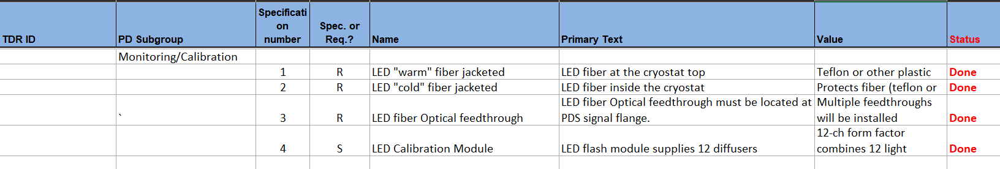 Specificati
on
number
Spec. or
Req.?
TDR ID
PD Subgroup
Name
Primary Text
Value
Status
Monitoring/Calibration
1 R LED "warm" fiber jacketed LED fiber at the cryostat top Teflon or other plastic Done
2 R LED "cold" fiber jacketed LED fiber inside the cryostat Protects fiber (teflon or Done
` 3 R LED fiber Optical feedthrough
LED fiber Optical feedthrough must be located at
PDS signal flange.
Multiple feedthroughs
will be installed
Done
4 S LED Calibration Module LED flash module supplies 12 diffusers
12-ch form factor
combines 12 light
Done